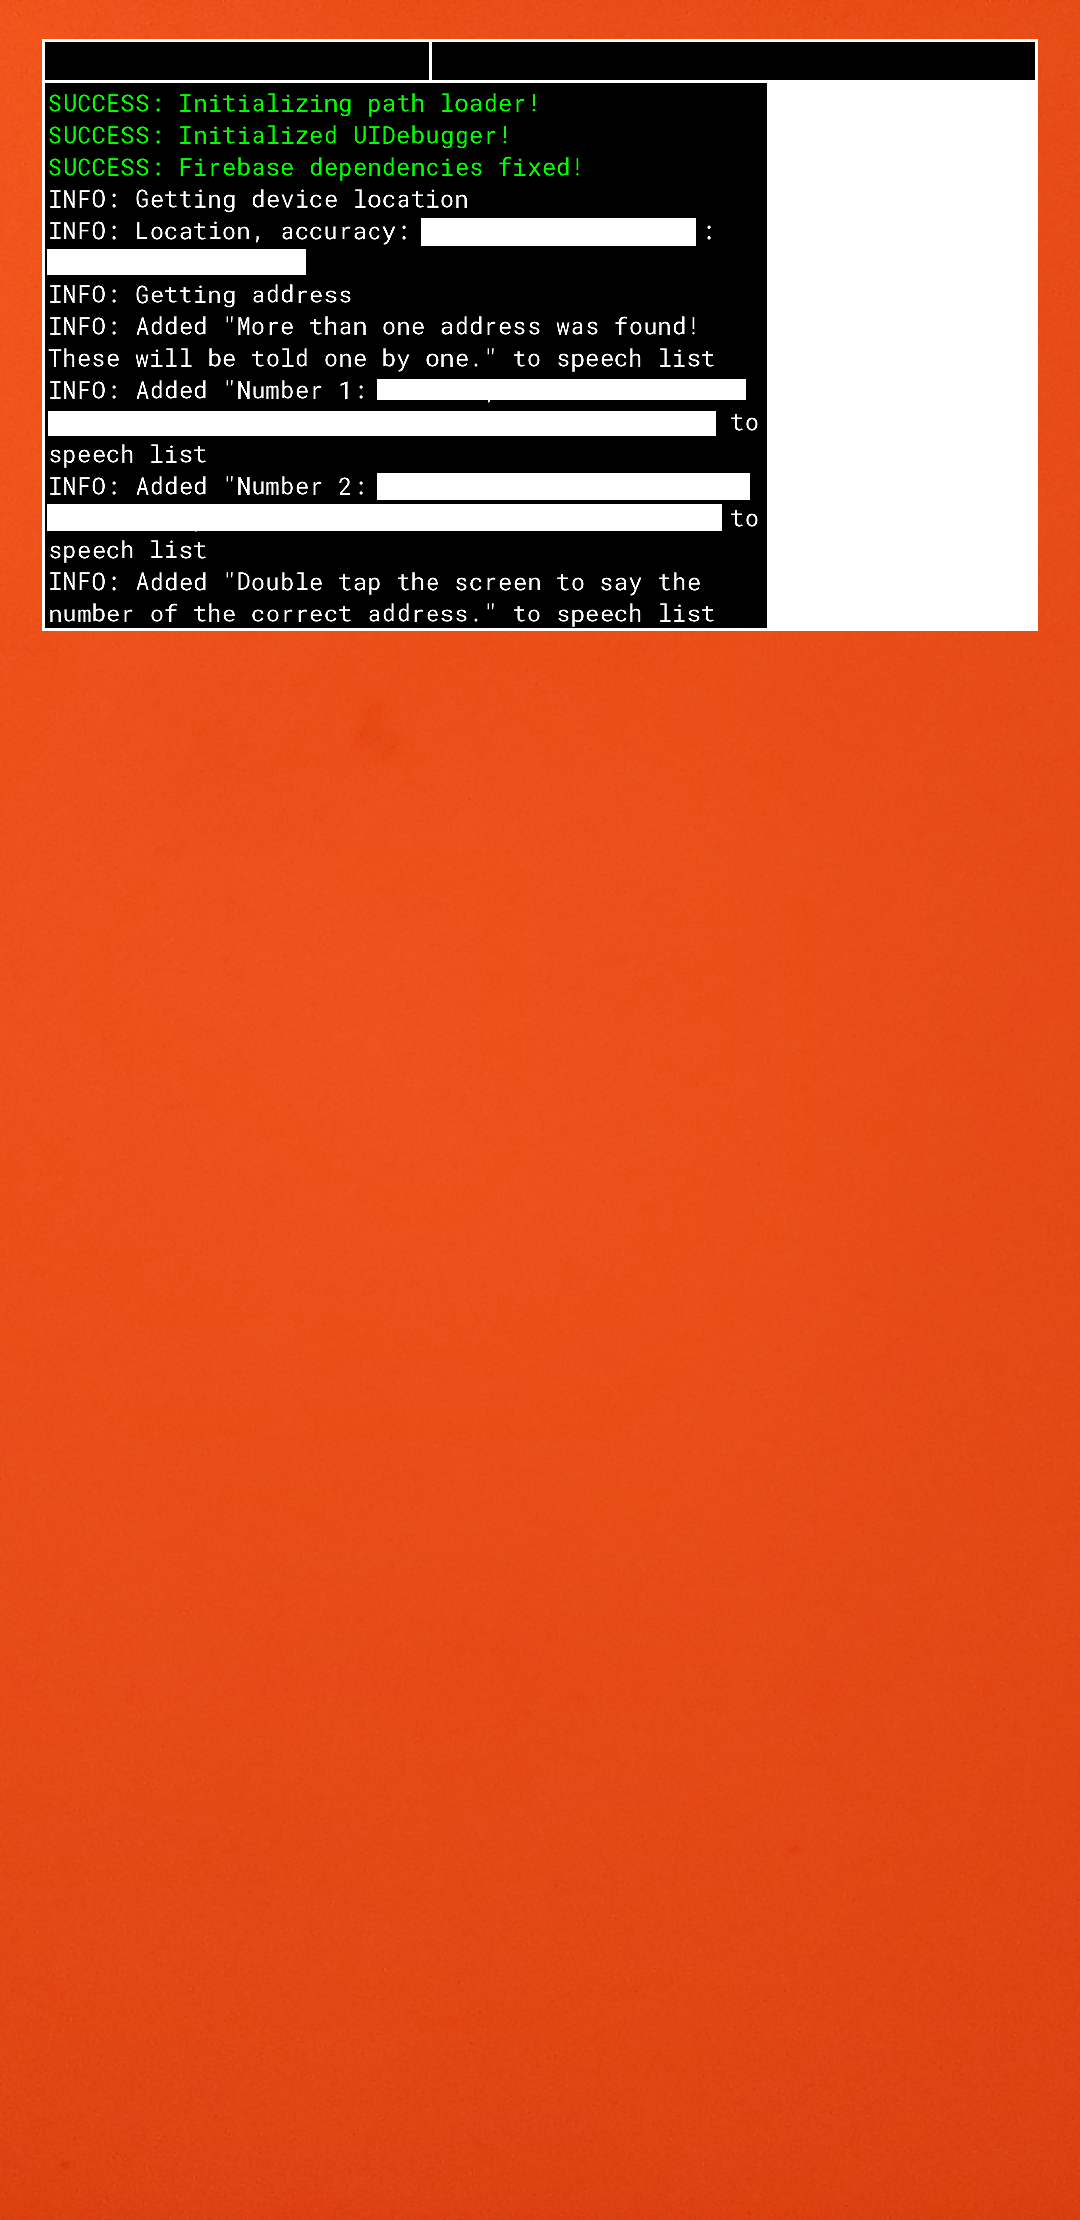 SUCCESS: Initializing path loader!
SUCCESS: Initialized UIDebugger!
SUCCESS: Firebase dependencies fixed!
INFO: Getting device location
INFO: Location, accuracy: :
INFO: Getting address
INFO: Added "More than one address was found!
These will be told one by one." to speech list
INFO: Added "Number 1:
to
speech list
INFO: Added "Number 2:
to
speech list
INFO: Added "Double tap the screen to say the
number of the correct address." to speech list